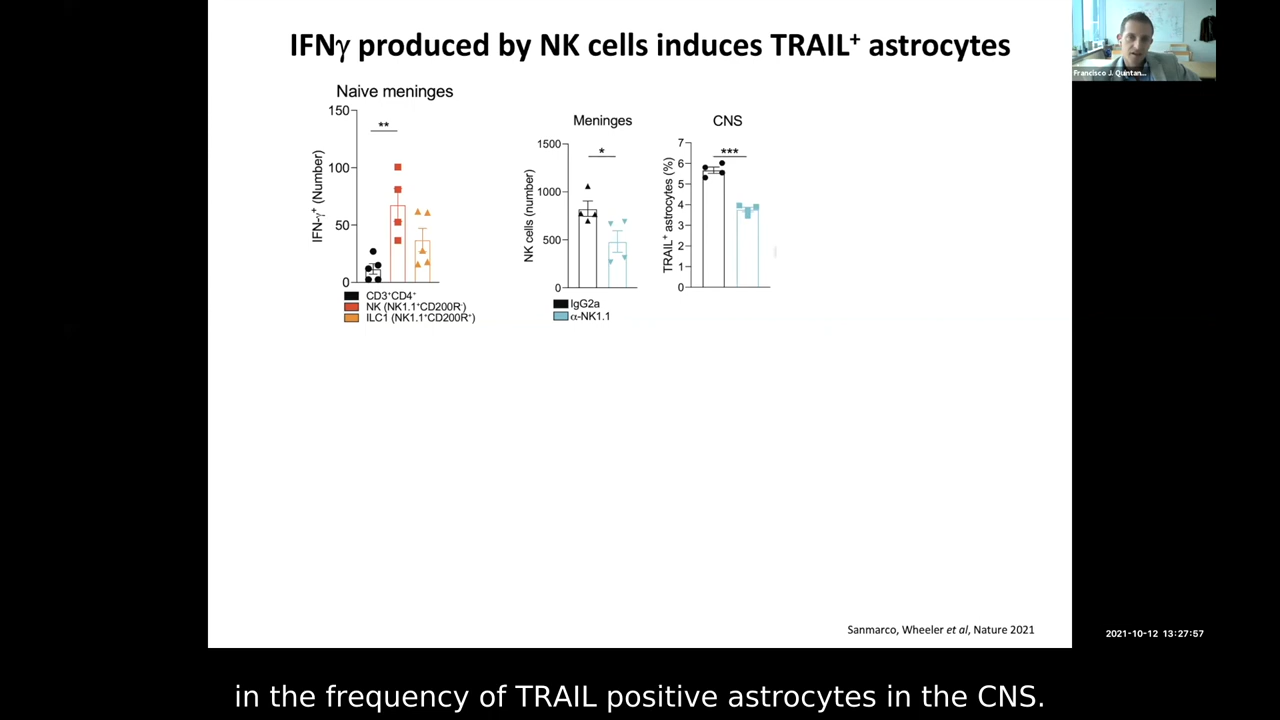 IFNγ produced by NK cells induces TRAIL⁺ astrocytes
Francisco J. Quintan...
Naive meninges
150
100
50
0
IFN-γ⁺ (Number)
**
CD3⁺CD4⁺
NK (NK1.1⁺CD200R⁻)
ILC1 (NK1.1⁺CD200R⁺)
Meninges
1500
1000
500
0
NK cells (number)
*
IgG2a
α-NK1.1
CNS
7
6
5
4
3
2
1
0
TRAIL⁺ astrocytes (%)
***
Sanmarco, Wheeler et al, Nature 2021
2021-10-12 13:27:57
in the frequency of TRAIL positive astrocytes in the CNS.